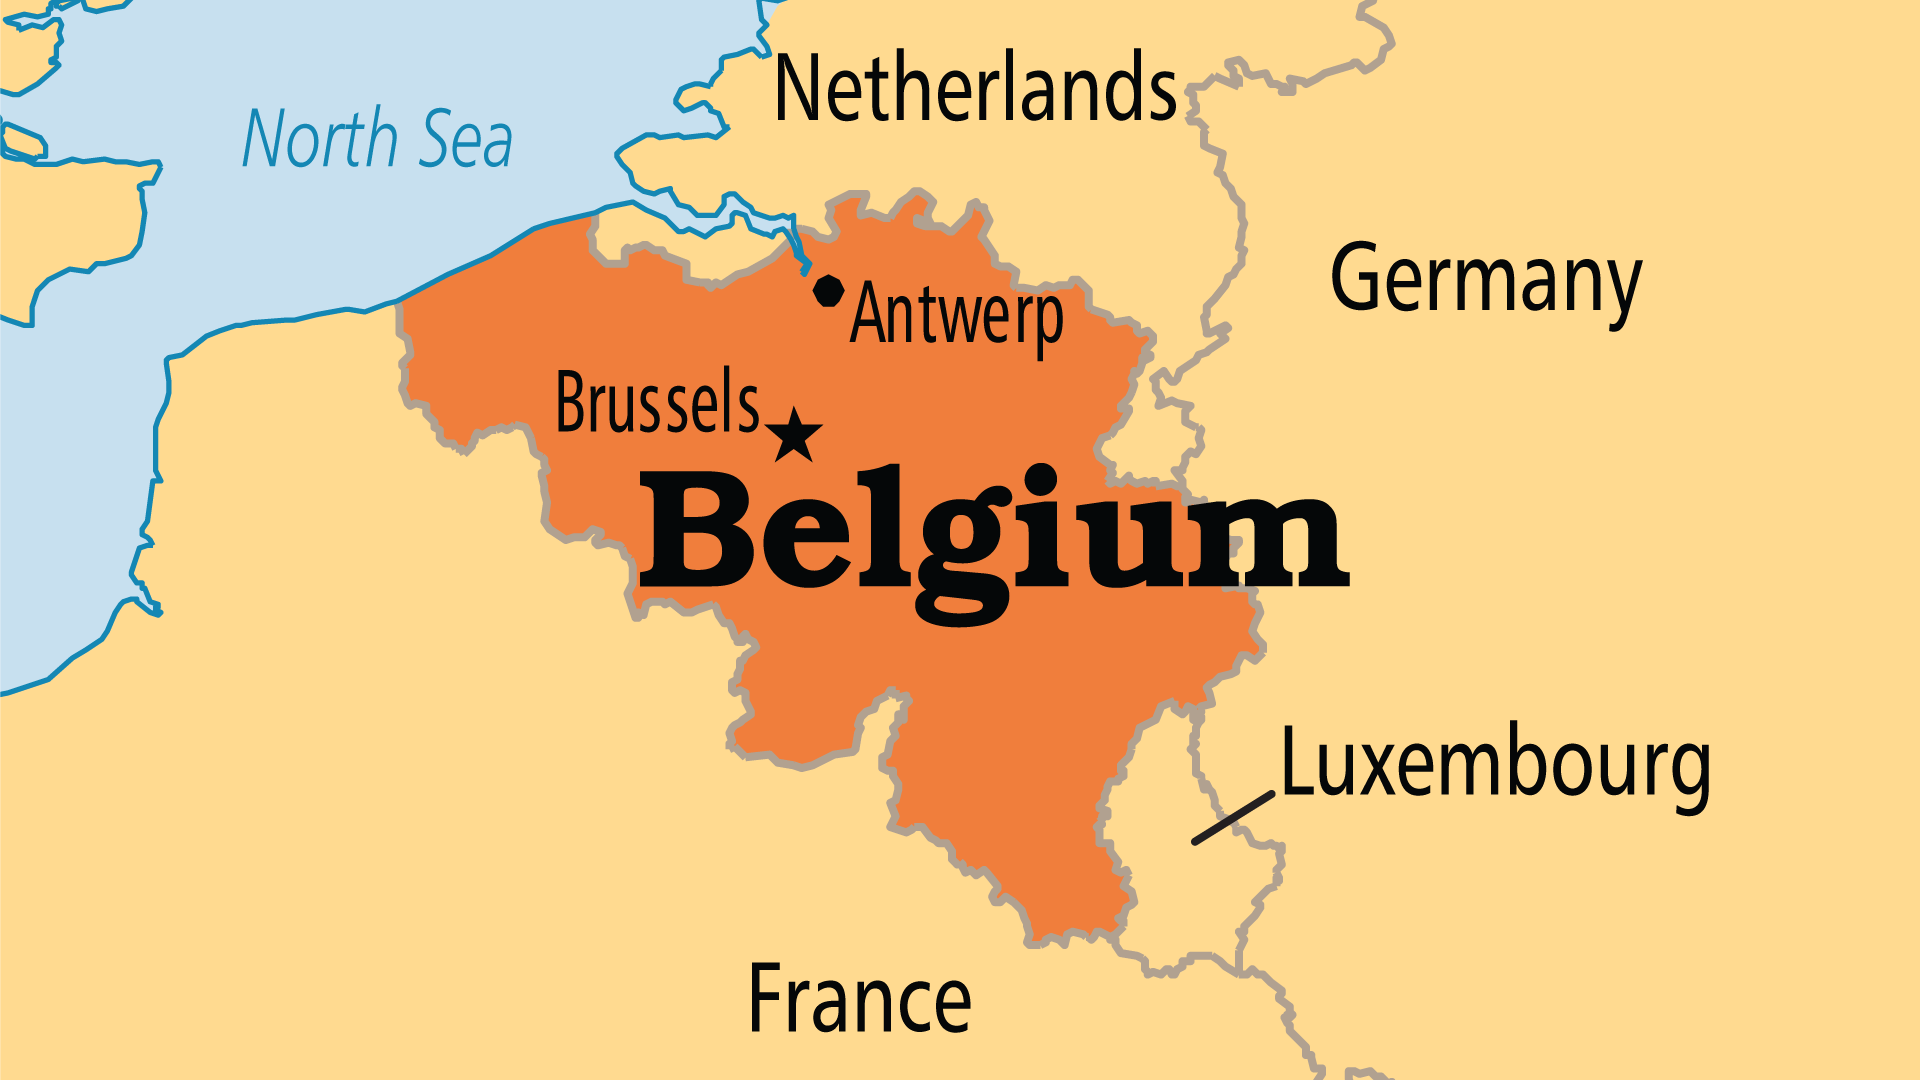 Netherlands
North Sea
Germany
Antwerp
Brussels
Belgium
Luxembourg
France